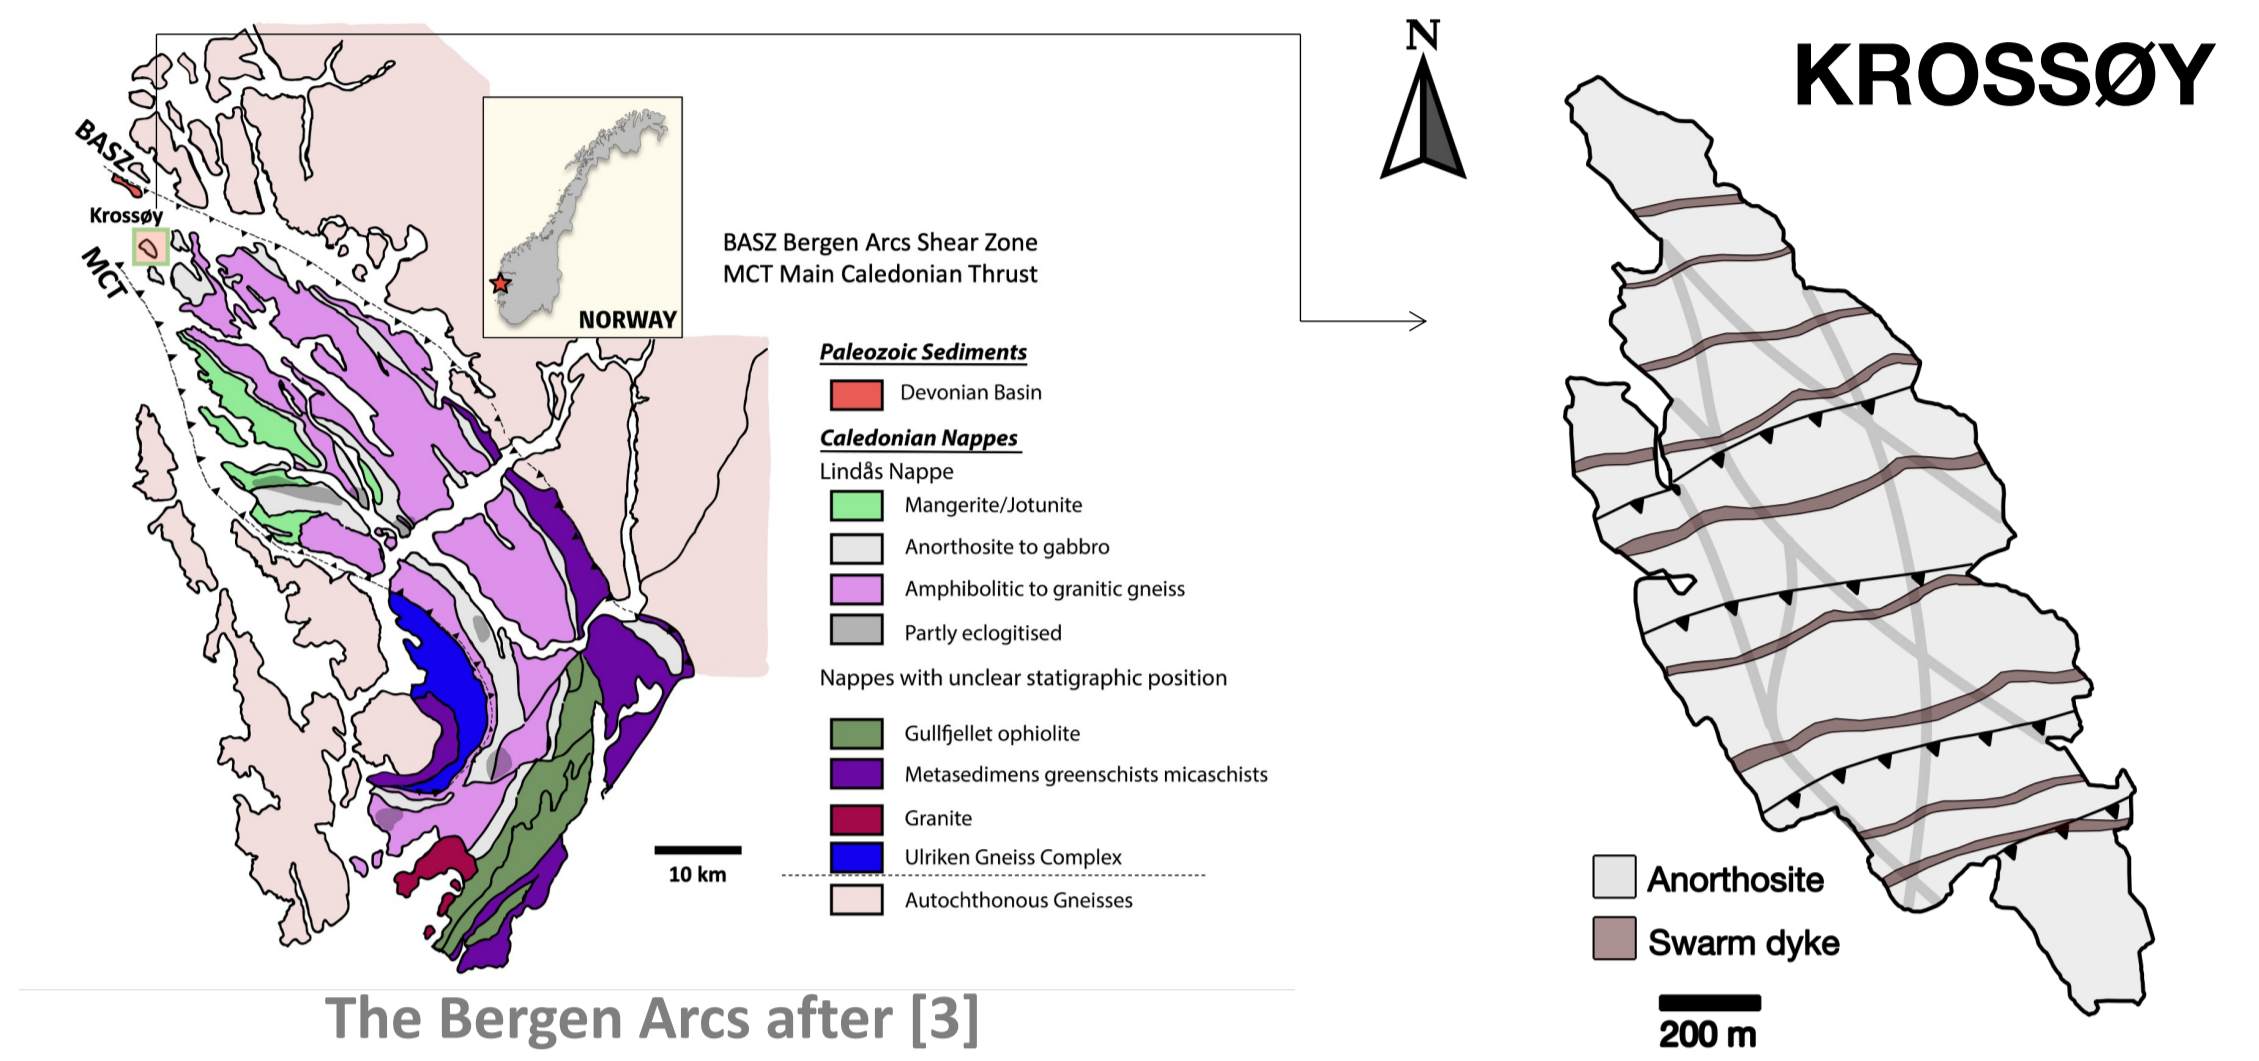 BASZ
Krossøy
MCT
NORWAY
BASZ Bergen Arcs Shear Zone
MCT Main Caledonian Thrust
Paleozoic Sediments
Devonian Basin
Caledonian Nappes
Lindås Nappe
Mangerite/Jotunite
Anorthosite to gabbro
Amphibolitic to granitic gneiss
Partly eclogitised
Nappes with unclear statigraphic position
Gullfjellet ophiolite
Metasedimens greenschists micaschists
Granite
Ulriken Gneiss Complex
Autochthonous Gneisses
10 km
The Bergen Arcs after [3]
N
KROSSØY
Anorthosite
Swarm dyke
200 m